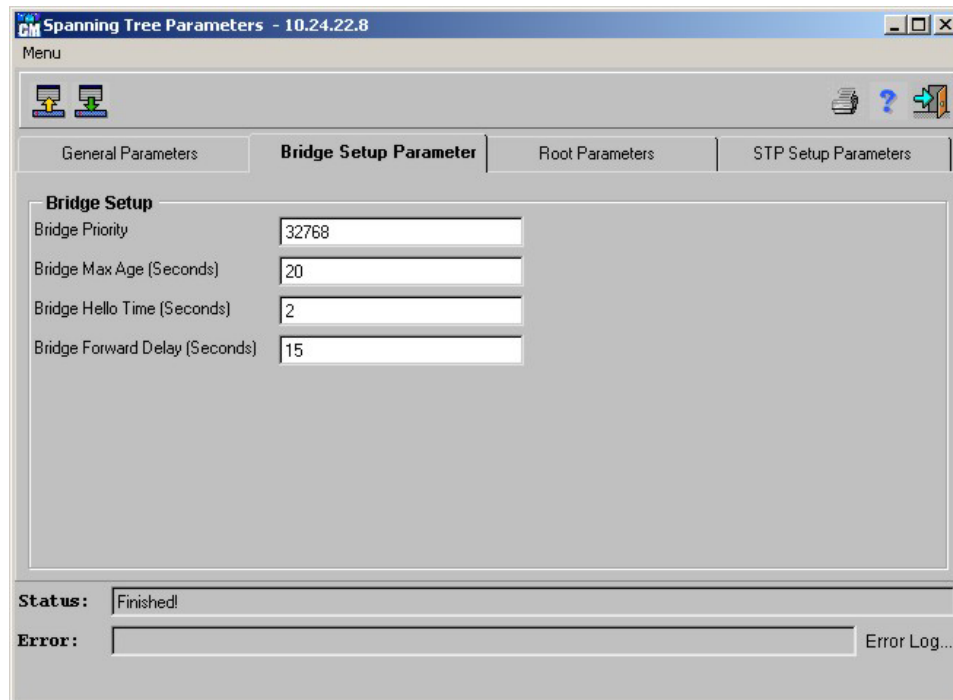 CM Spanning Tree Parameters - 10.24.22.8
Menu
?
General Parameters Bridge Setup Parameter Root Parameters STP Setup Parameters
Bridge Setup
Bridge Priority 32768
Bridge Max Age (Seconds) 20
Bridge Hello Time (Seconds) 2
Bridge Forward Delay (Seconds) 15
Status: Finished!
Error: Error Log...